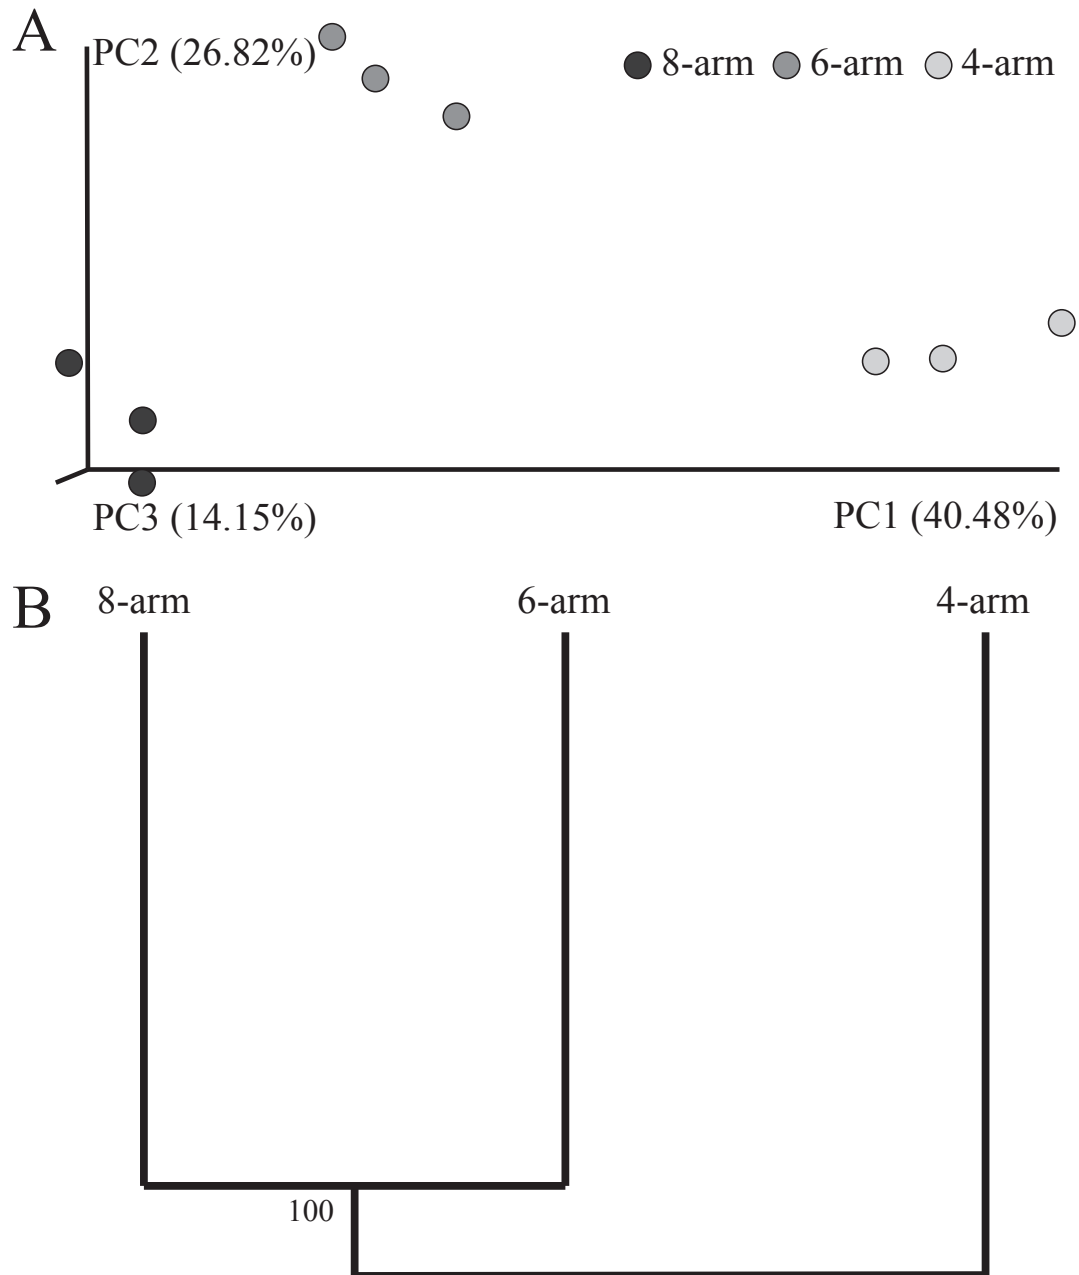 A
PC2 (26.82%)
8-arm 6-arm 4-arm
PC3 (14.15%)
PC1 (40.48%)
B
8-arm 6-arm 4-arm
100